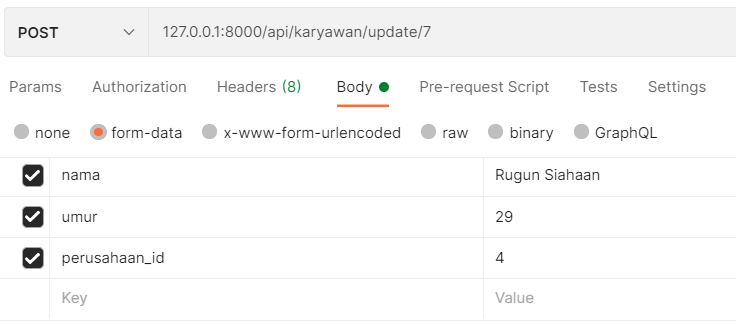 POST 127.0.0.1:8000/api/karyawan/update/7
Params Authorization Headers (8) Body Pre-request Script Tests Settings
none form-data x-www-form-urlencoded raw binary GraphQL
nama Rugun Siahaan
umur 29
perusahaan_id 4
Key Value